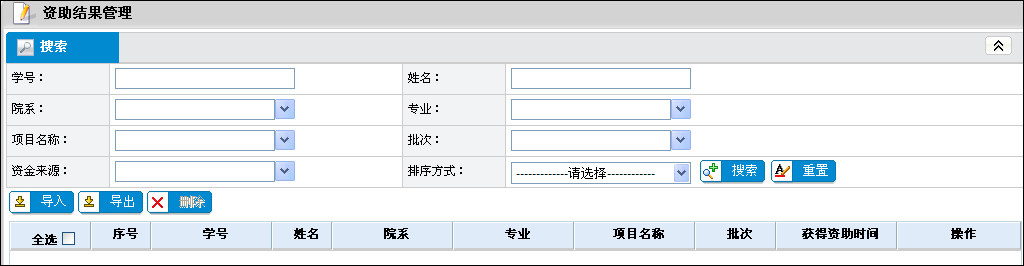 资助结果管理
搜索
学号： 姓名：
院系： 专业：
项目名称： 批次：
资金来源： 排序方式： -------------请选择------------ 搜索 重置
导入 导出 删除
全选 序号 学号 姓名 院系 专业 项目名称 批次 获得资助时间 操作